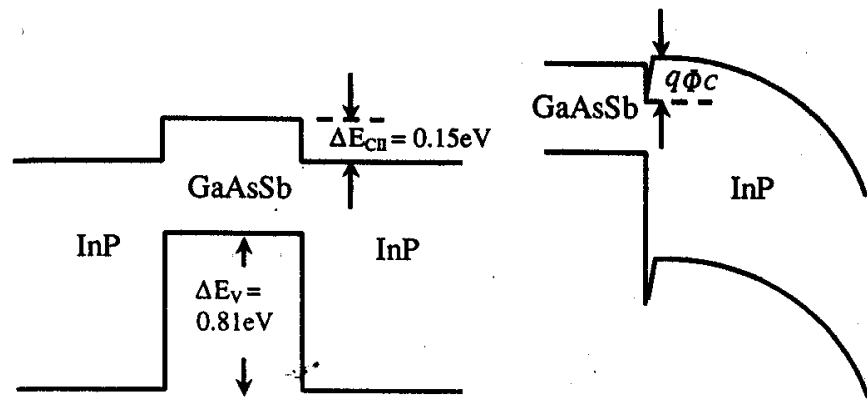 GaAsSb
qΦC
ΔE_CII = 0.15eV
GaAsSb
InP
InP
InP
ΔE_V =
0.81eV